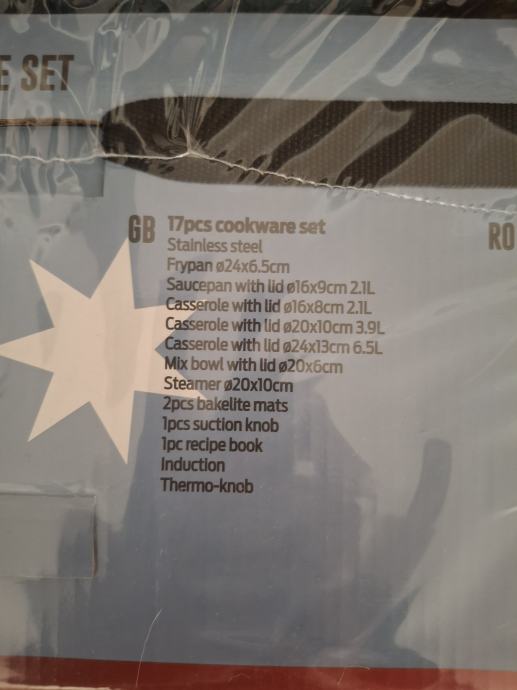 E SET
GB
17pcs cookware set
Stainless steel
Frypan ø24x6.5cm
Saucepan with lid ø16x9cm 2.1L
Casserole with lid ø16x8cm 2.1L
Casserole with lid ø20x10cm 3.9L
Casserole with lid ø24x13cm 6.5L
Mix bowl with lid ø20x6cm
Steamer ø20x10cm
2pcs bakelite mats
1pcs suction knob
1pc recipe book
Induction
Thermo-knob
RO